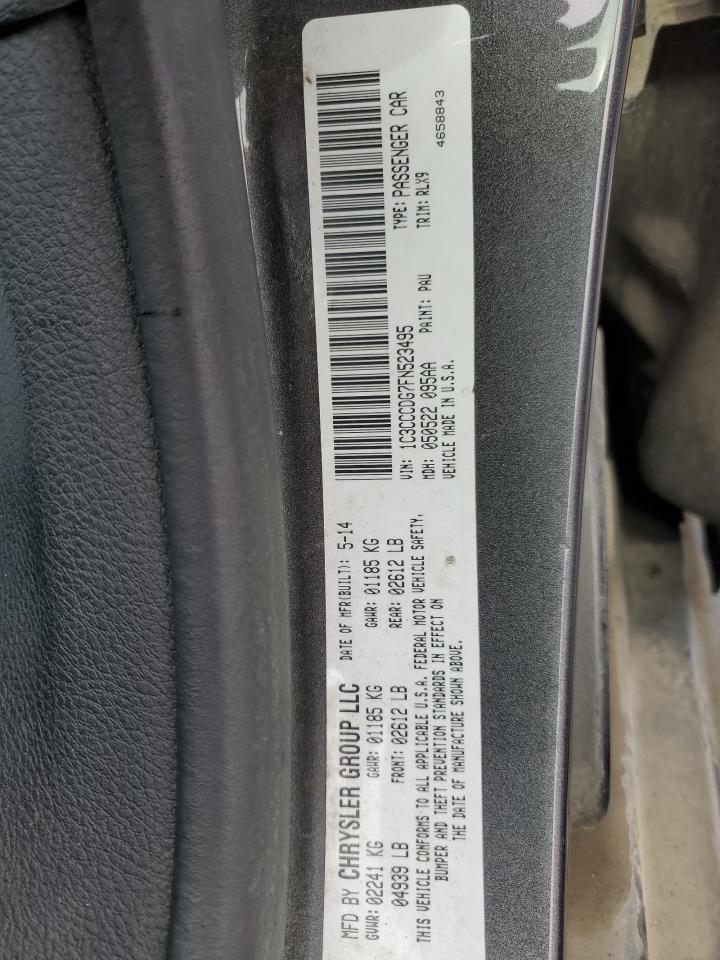 MFD BY CHRYSLER GROUP LLC
DATE OF MFR(BUILT): 5-14
GVWR: 02241 KG
GAWR: 01185 KG
GAWR: 01185 KG
04939 LB
FRONT: 02612 LB
REAR: 02612 LB
THIS VEHICLE CONFORMS TO ALL APPLICABLE U.S.A. FEDERAL MOTOR VEHICLE SAFETY,
BUMPER AND THEFT PREVENTION STANDARDS IN EFFECT ON
THE DATE OF MANUFACTURE SHOWN ABOVE.
VIN: 1C3CCCDG7FN523495
TYPE: PASSENGER CAR
MDH: 050522 095AA
PAINT: PAU
TRIM: RLX9
VEHICLE MADE IN U.S.A.
4658843